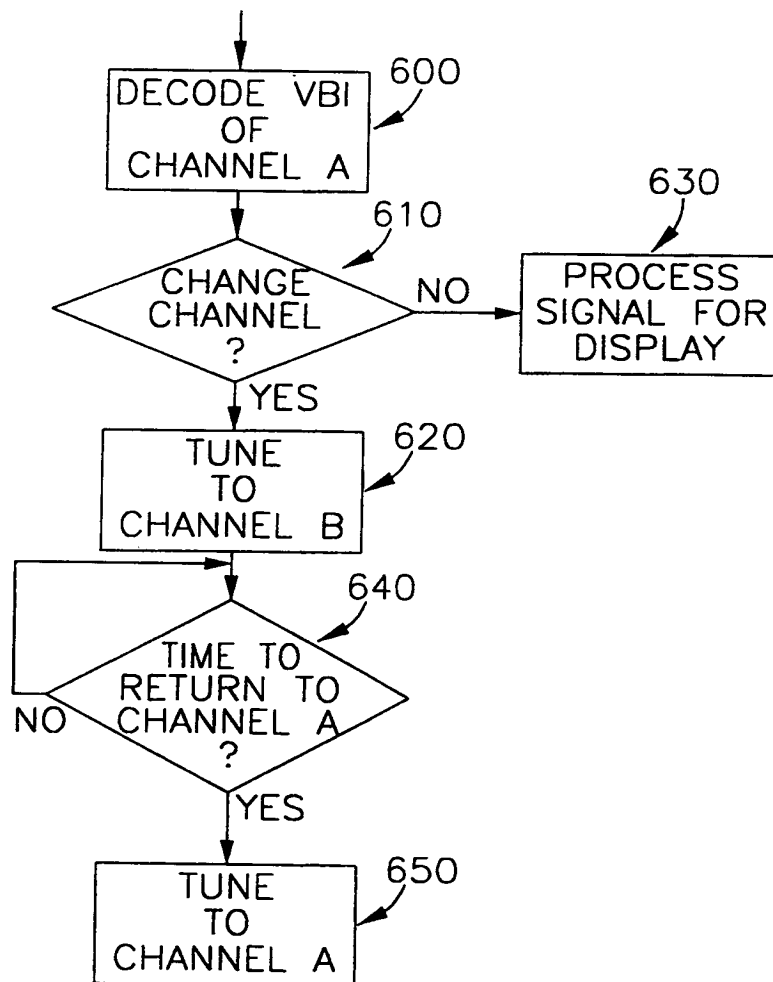 DECODE VBI
OF
CHANNEL A
600
610
CHANGE
CHANNEL
?
NO
630
PROCESS
SIGNAL FOR
DISPLAY
YES
TUNE
TO
CHANNEL B
620
640
TIME TO
RETURN TO
CHANNEL A
?
NO
YES
TUNE
TO
CHANNEL A
650